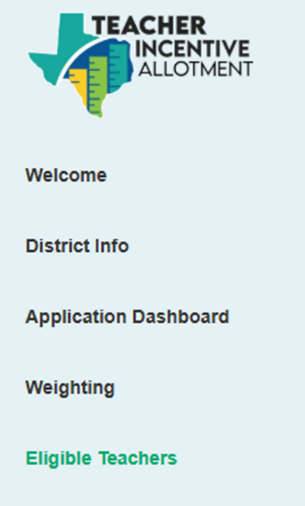 TEACHER
INCENTIVE
ALLOTMENT
Welcome
District Info
Application Dashboard
Weighting
Eligible Teachers